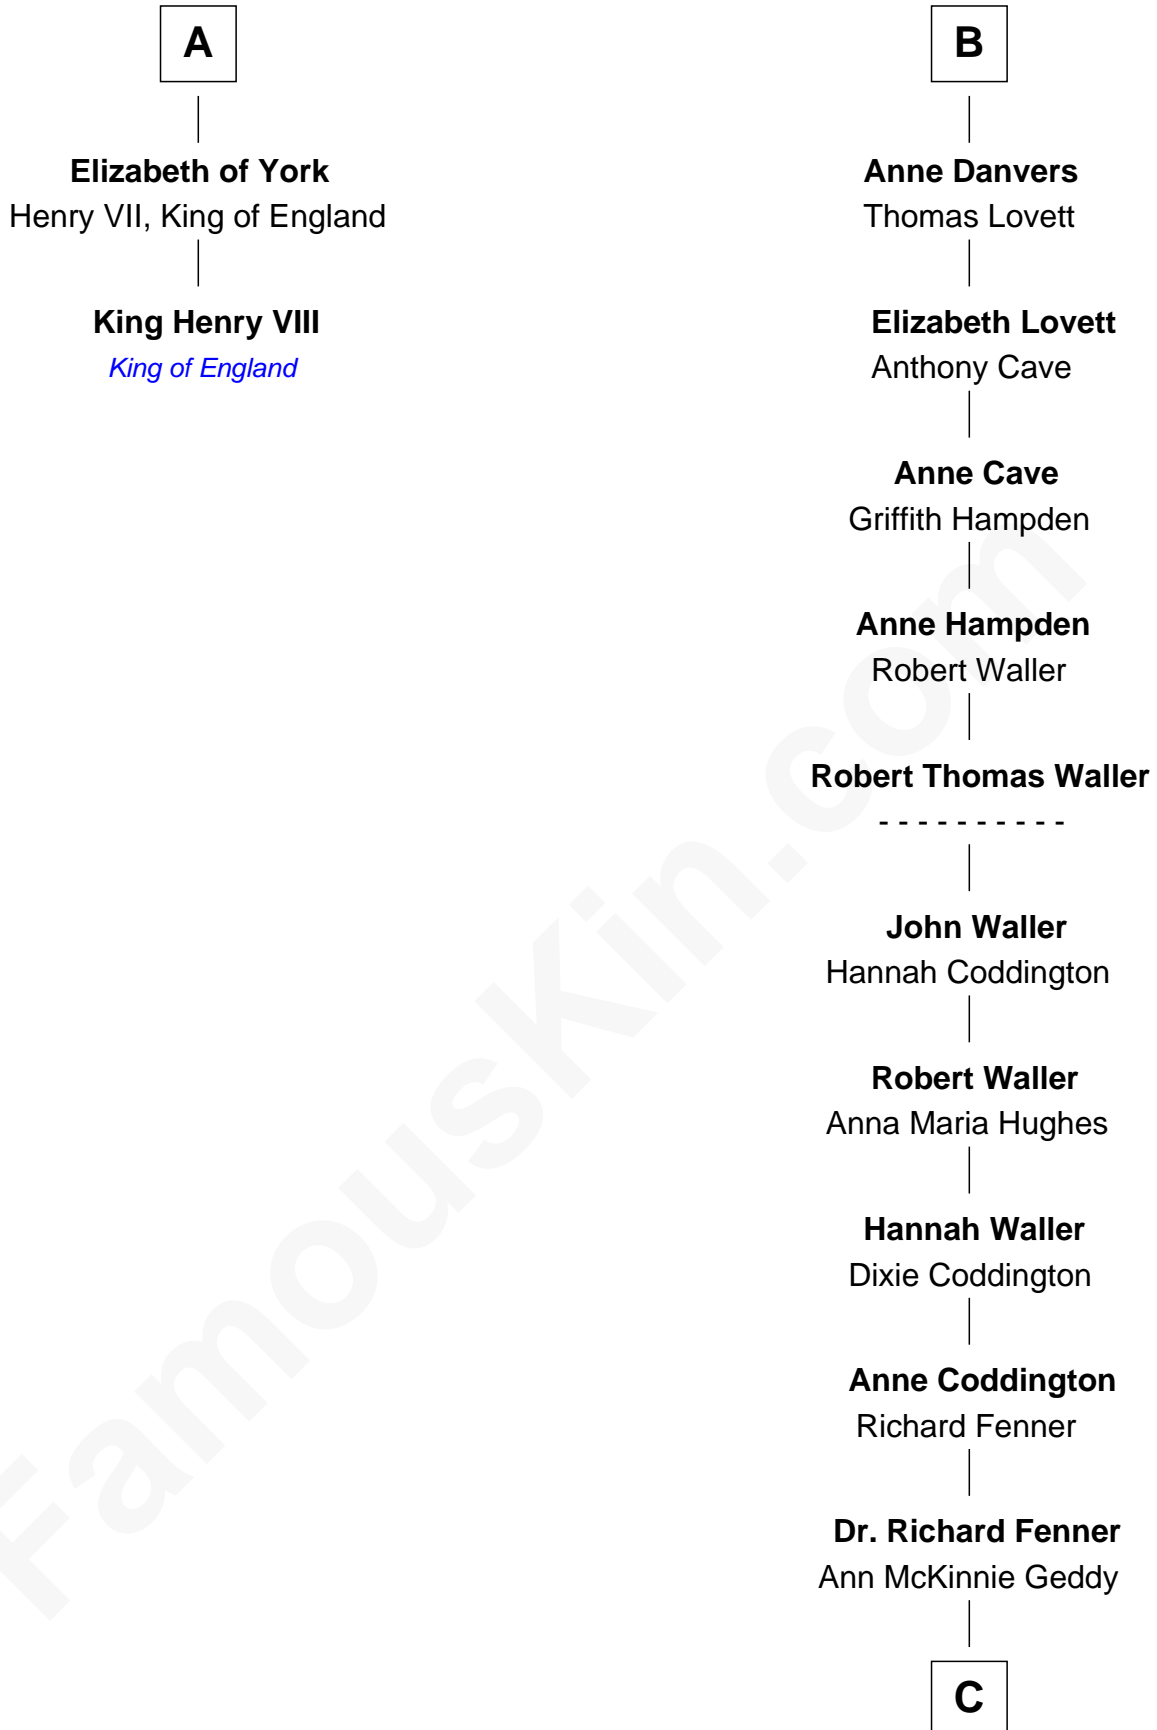 A
Elizabeth of York
Henry VII, King of England
King Henry VIII
King of England
B
Anne Danvers
Thomas Lovett
Elizabeth Lovett
Anthony Cave
Anne Cave
Griffith Hampden
Anne Hampden
Robert Waller
Robert Thomas Waller
- - - - - - - - - -
John Waller
Hannah Coddington
Robert Waller
Anna Maria Hughes
Hannah Waller
Dixie Coddington
Anne Coddington
Richard Fenner
Dr. Richard Fenner
Ann McKinnie Geddy
C
FamousKin.com